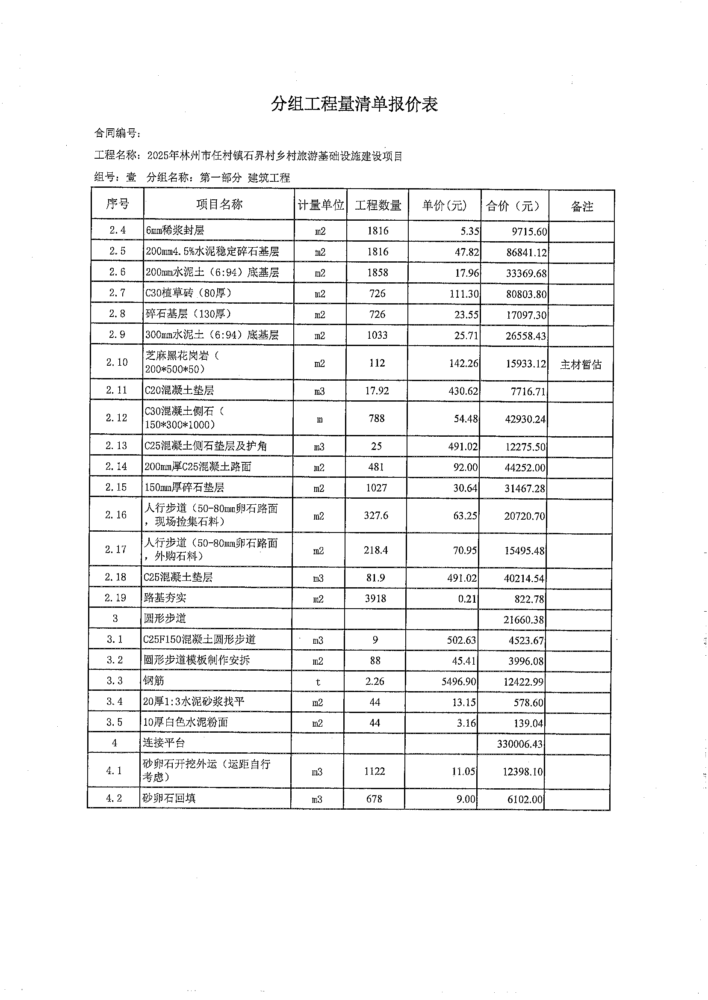 分组工程量清单报价表
合同编号：
工程名称：2025年林州市任村镇石界村乡村旅游基础设施建设项目
组号：壹 分组名称：第一部分 建筑工程
序号 项目名称 计量单位 工程数量 单价(元) 合价（元） 备注
2.4 6mm稀浆封层 m2 1816 5.35 9715.60
2.5 200mm4.5%水泥稳定碎石基层 m2 1816 47.82 86841.12
2.6 200mm水泥土（6:94）底基层 m2 1858 17.96 33369.68
2.7 C30植草砖（80厚） m2 726 111.30 80803.80
2.8 碎石基层（130厚） m2 726 23.55 17097.30
2.9 300mm水泥土（6:94）底基层 m2 1033 25.71 26558.43
2.10 芝麻黑花岗岩（
200*500*50） m2 112 142.26 15933.12 主材暂估
2.11 C20混凝土垫层 m3 17.92 430.62 7716.71
2.12 C30混凝土侧石（
150*300*1000） m 788 54.48 42930.24
2.13 C25混凝土侧石垫层及护角 m3 25 491.02 12275.50
2.14 200mm厚C25混凝土路面 m2 481 92.00 44252.00
2.15 150mm厚碎石垫层 m2 1027 30.64 31467.28
2.16 人行步道（50-80mm卵石路面
，现场捡集石料） m2 327.6 63.25 20720.70
2.17 人行步道（50-80mm卵石路面
，外购石料） m2 218.4 70.95 15495.48
2.18 C25混凝土垫层 m3 81.9 491.02 40214.54
2.19 路基夯实 m2 3918 0.21 822.78
3 圆形步道 21660.38
3.1 C25F150混凝土圆形步道 m3 9 502.63 4523.67
3.2 圆形步道模板制作安拆 m2 88 45.41 3996.08
3.3 钢筋 t 2.26 5496.90 12422.99
3.4 20厚1:3水泥砂浆找平 m2 44 13.15 578.60
3.5 10厚白色水泥粉面 m2 44 3.16 139.04
4 连接平台 330006.43
4.1 砂卵石开挖外运（运距自行
考虑） m3 1122 11.05 12398.10
4.2 砂卵石回填 m3 678 9.00 6102.00